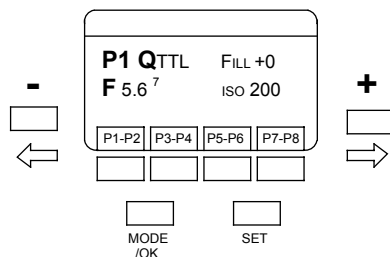 P1 QTTL FILL +0
F 5.6 7 ISO 200
- +
P1-P2 P3-P4 P5-P6 P7-P8
MODE SET
/OK